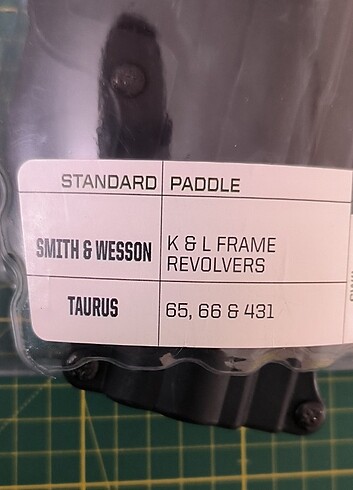 STANDARD PADDLE
SMITH & WESSON K & L FRAME
REVOLVERS
TAURUS 65, 66 & 431